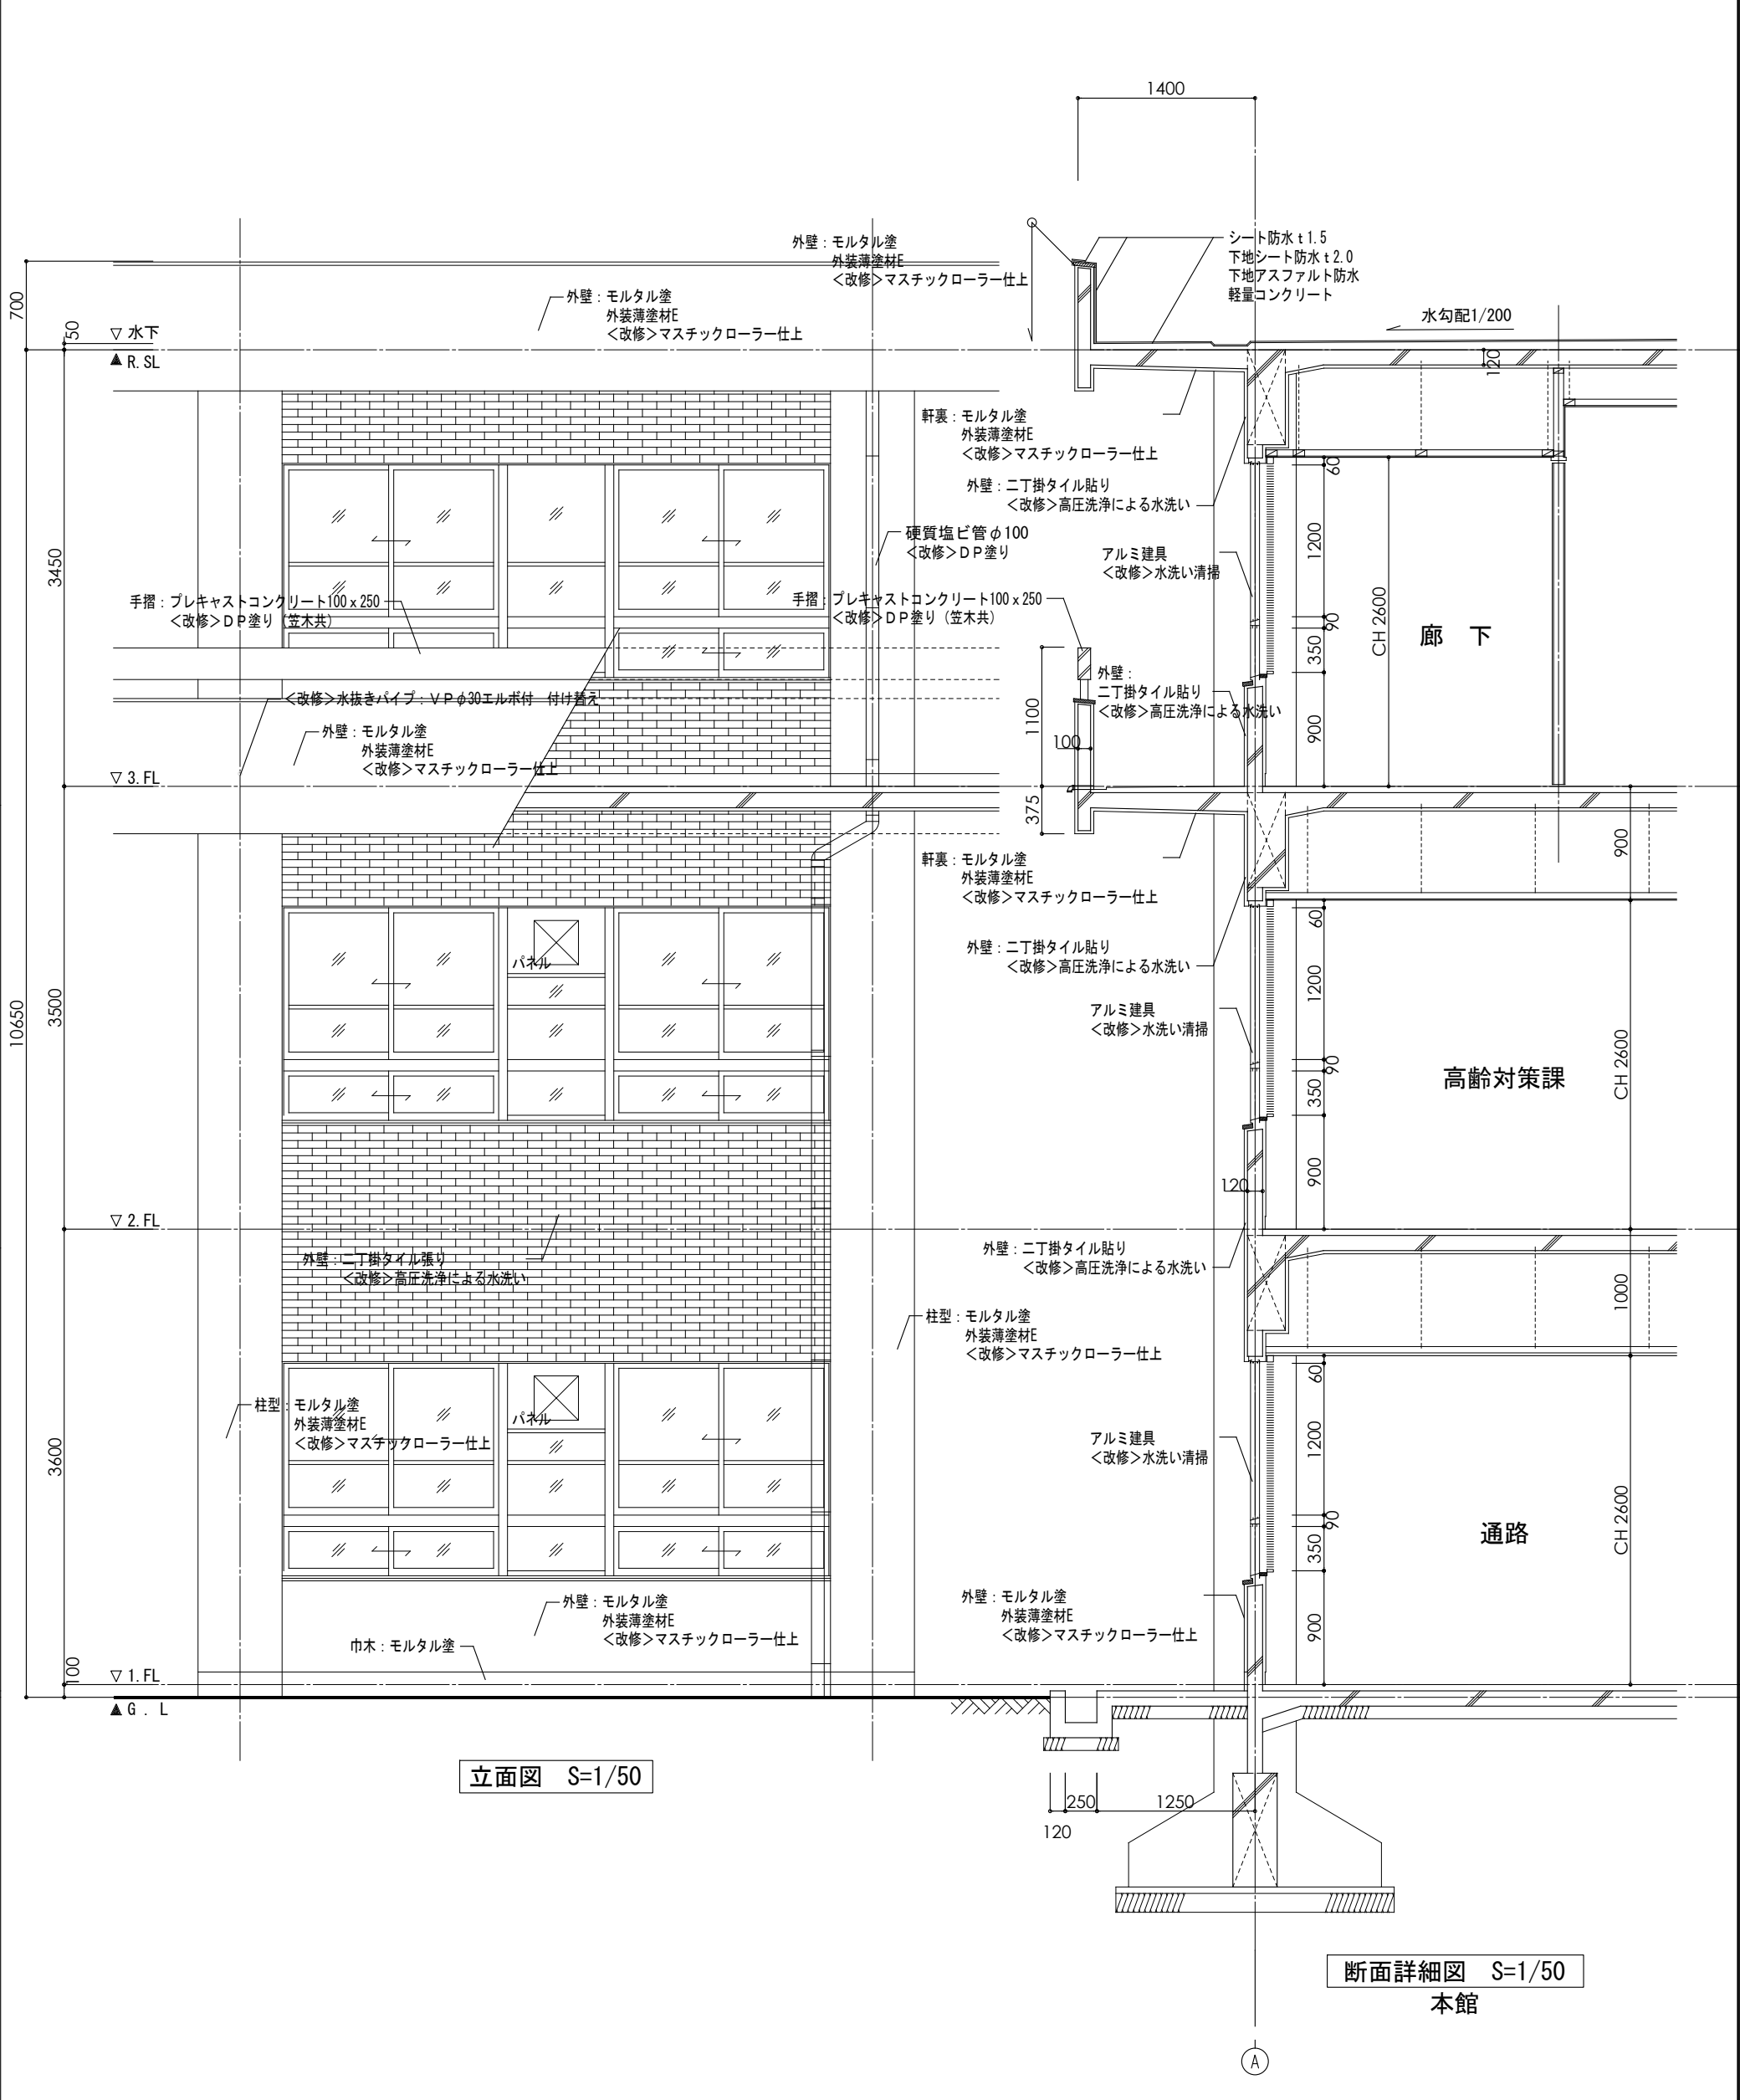 1400
外壁：モルタル塗
外装薄塗材E
＜改修＞マスチックローラー仕上
シート防水ｔ1.5
下地シート防水ｔ2.0
下地アスファルト防水
軽量コンクリート
外壁：モルタル塗
外装薄塗材E
＜改修＞マスチックローラー仕上
水勾配1/200
700
50
▽ 水下
▲ R.SL
120
軒裏：モルタル塗
外装薄塗材E
＜改修＞マスチックローラー仕上
外壁：二丁掛タイル貼り
＜改修＞高圧洗浄による水洗い
60
硬質塩ビ管φ100
＜改修＞ＤＰ塗り
アルミ建具
＜改修＞水洗い清掃
1200
3450
手摺：プレキャストコンクリート100ｘ250
＜改修＞ＤＰ塗り（笠木共）
手摺：プレキャストコンクリート100ｘ250
＜改修＞ＤＰ塗り（笠木共）
90
350
CH 2600
廊　下
外壁：
二丁掛タイル貼り
＜改修＞高圧洗浄による水洗い
＜改修＞水抜きパイプ：ＶＰφ30エルボ付　付け替え
外壁：モルタル塗
外装薄塗材E
＜改修＞マスチックローラー仕上
1100
100
900
▽ 3.FL
375
軒裏：モルタル塗
外装薄塗材E
＜改修＞マスチックローラー仕上
900
外壁：二丁掛タイル貼り
＜改修＞高圧洗浄による水洗い
60
パネル
アルミ建具
＜改修＞水洗い清掃
1200
10650
3500
90
350
高齢対策課
CH 2600
120
900
▽ 2.FL
外壁：二丁掛タイル張り
＜改修＞高圧洗浄による水洗い
外壁：二丁掛タイル貼り
＜改修＞高圧洗浄による水洗い
1000
柱型：モルタル塗
外装薄塗材E
＜改修＞マスチックローラー仕上
60
柱型：モルタル塗
外装薄塗材E
＜改修＞マスチックローラー仕上
パネル
アルミ建具
＜改修＞水洗い清掃
1200
3600
90
350
通路
CH 2600
外壁：モルタル塗
外装薄塗材E
＜改修＞マスチックローラー仕上
外壁：モルタル塗
外装薄塗材E
＜改修＞マスチックローラー仕上
900
巾木：モルタル塗
100
▽ 1.FL
▲ G . L
立面図　S=1/50
250
1250
120
断面詳細図　S=1/50
本館
A